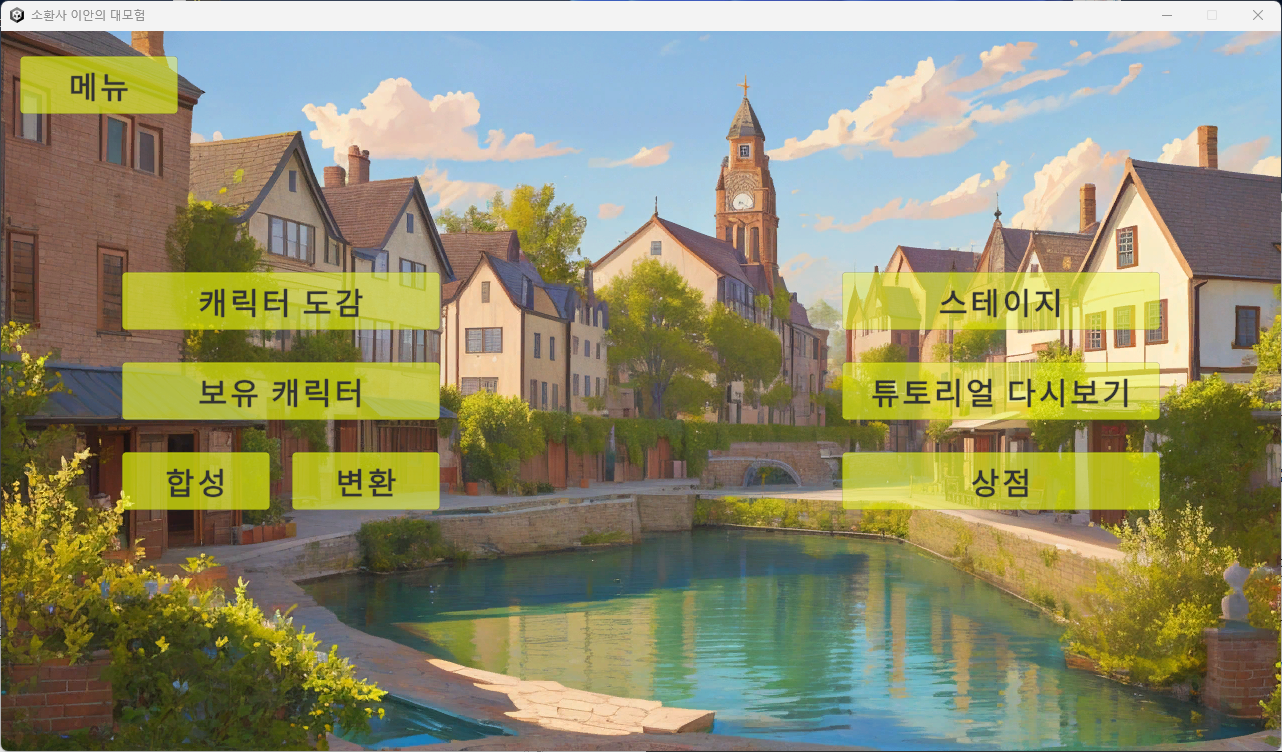 소환사 이안의 대모험
메뉴
캐릭터 도감
스테이지
보유 캐릭터
튜토리얼 다시보기
합성
변환
상점